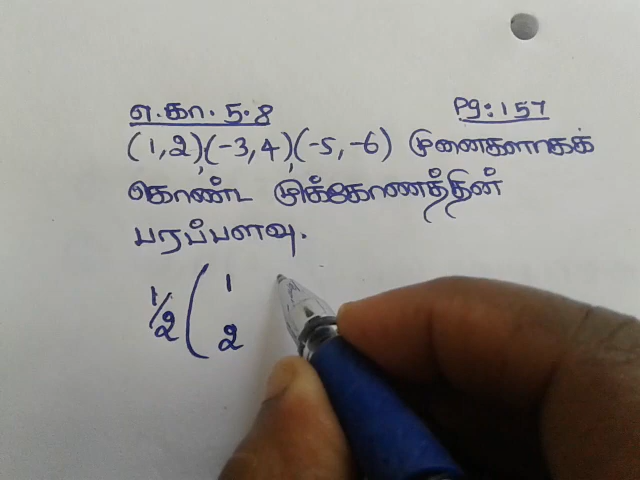 எ.கா. 5.8 Pg: 157
(1,2), (-3,4), (-5,-6) முனைகளாகக்
கொண்ட முக்கோணத்தின்
பரப்பளவு.
1/2 ( 1
2